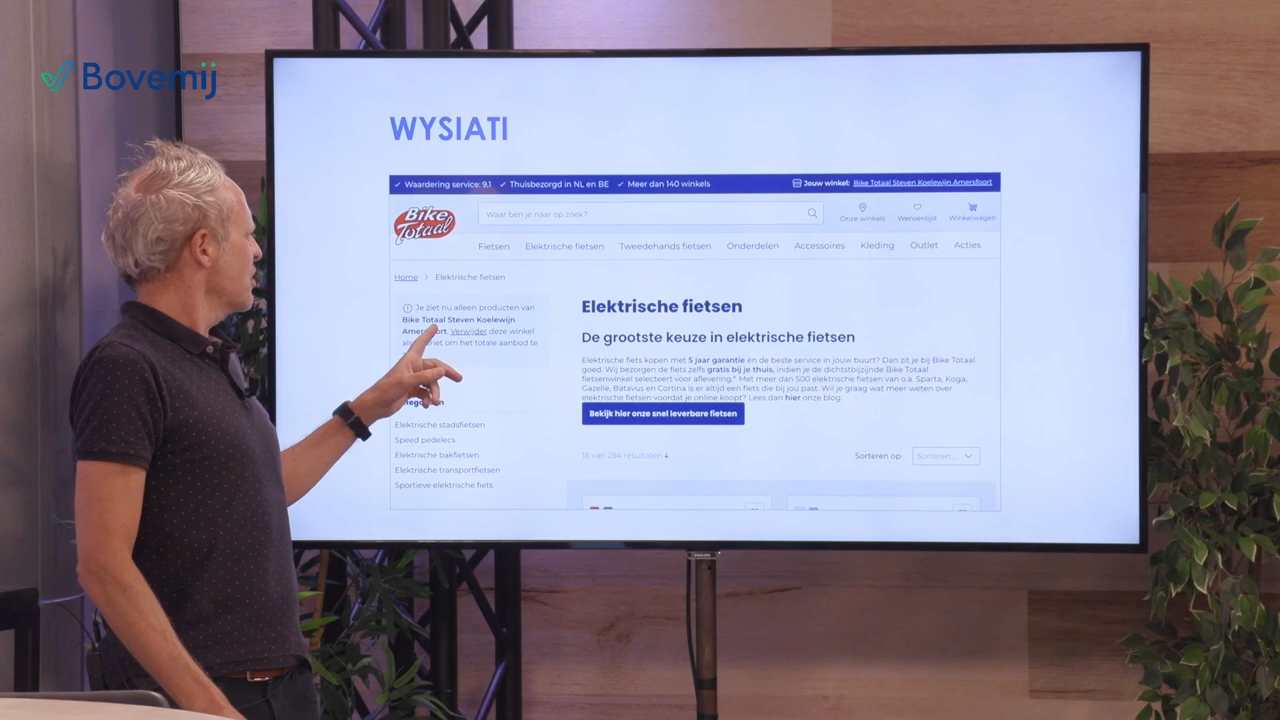 Bovemij
WYSIATI
Waardering service: 9,1 Thuisbezorgd in NL en BE Meer dan 140 winkels
Jouw winkel: Bike Totaal Steven Koelewijn Amersfoort
Bike Totaal
Waar ben je naar op zoek?
Onze winkels Wensenlijst Winkelwagen
Fietsen Elektrische fietsen Tweedehands fietsen Onderdelen Accessoires Kleding Outlet Acties
Home > Elektrische fietsen
Je ziet nu alleen producten van
Bike Totaal Steven Koelewijn
Verwijder deze winkel
om het totale aanbod te
Elektrische stadsfietsen
Speed pedelecs
Elektrische bakfietsen
Elektrische transportfietsen
Sportieve elektrische fiets
Elektrische fietsen
De grootste keuze in elektrische fietsen
Elektrische fiets kopen met 5 jaar garantie én de beste service in jouw buurt? Dan zit je bij Bike Totaal
goed. Wij bezorgen de fiets zelfs gratis bij je thuis, indien je de dichtstbijzijnde Bike Totaal
fietsenwinkel selecteert voor aflevering.* Met meer dan 500 elektrische fietsen van o.a. Sparta, Koga,
Gazelle, Batavus en Cortina is er altijd een fiets die bij jou past. Wil je graag wat meer weten over
elektrische fietsen voordat je online koopt? Lees dan hier onze blog.
Bekijk hier onze snel leverbare fietsen
18 van 284 resultaten ↓
Sorteren op Sorteren...
PHILIPS